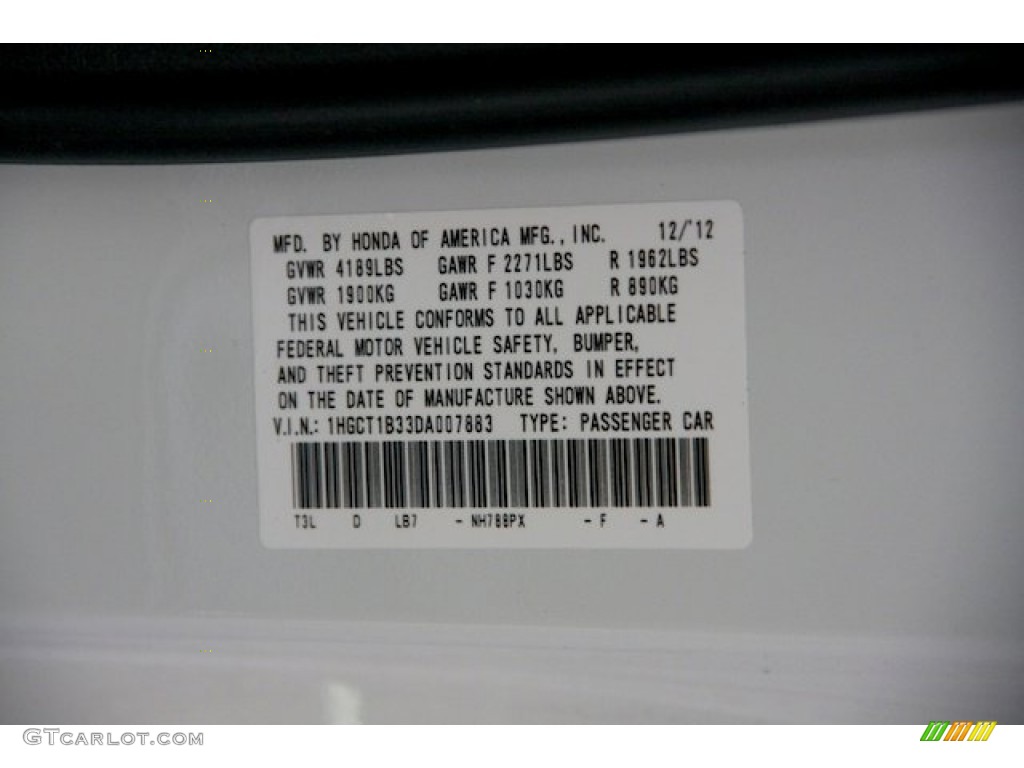 MFD. BY HONDA OF AMERICA MFG., INC. 12/'12
GVWR 4189LBS GAWR F 2271LBS R 1962LBS
GVWR 1900KG GAWR F 1030KG R 890KG
THIS VEHICLE CONFORMS TO ALL APPLICABLE
FEDERAL MOTOR VEHICLE SAFETY, BUMPER,
AND THEFT PREVENTION STANDARDS IN EFFECT
ON THE DATE OF MANUFACTURE SHOWN ABOVE.
V.I.N.: 1HGCT1B33DA007883 TYPE: PASSENGER CAR
T3L D LB7 - NH788PX - F - A
GTCARLOT.COM